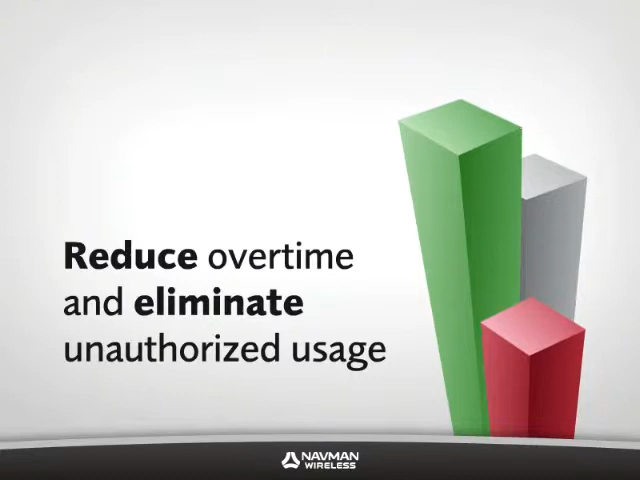 Reduce overtime
and eliminate
unauthorized usage
NAVMAN
WIRELESS